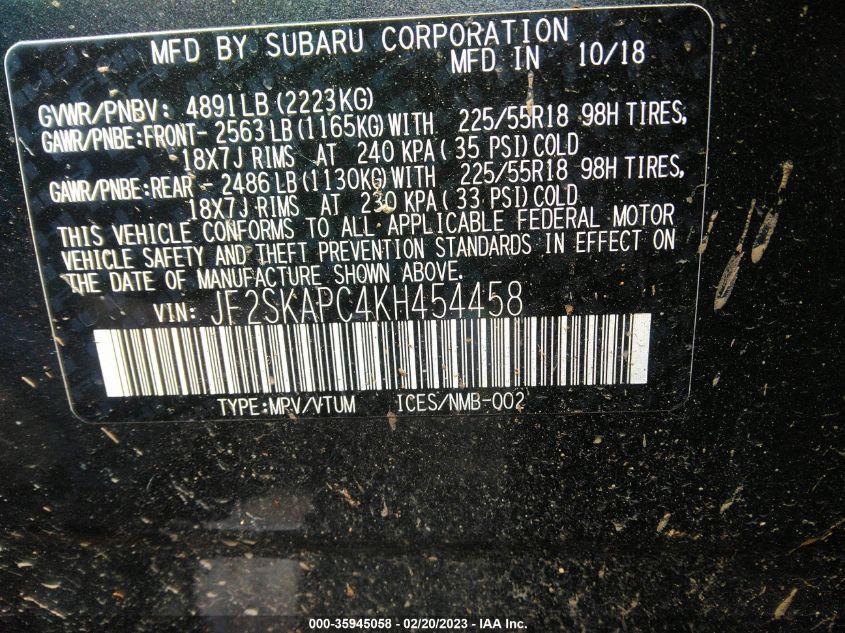 MFD BY SUBARU CORPORATION
MFD IN 10/18
GVWR/PNBV: 4891LB(2223KG)
GAWR/PNBE:FRONT- 2563LB(1165KG)WITH 225/55R18 98H TIRES,
18X7J RIMS AT 240 KPA(35 PSI)COLD
GAWR/PNBE:REAR - 2486LB(1130KG)WITH 225/55R18 98H TIRES,
18X7J RIMS AT 230 KPA(33 PSI)COLD
THIS VEHICLE CONFORMS TO ALL APPLICABLE FEDERAL MOTOR
VEHICLE SAFETY AND THEFT PREVENTION STANDARDS IN EFFECT ON
THE DATE OF MANUFACTURE SHOWN ABOVE.
VIN: JF2SKAPC4KH454458
TYPE:MPV/VTUM ICES/NMB-002
000-35945058 - 02/20/2023 - IAA Inc.